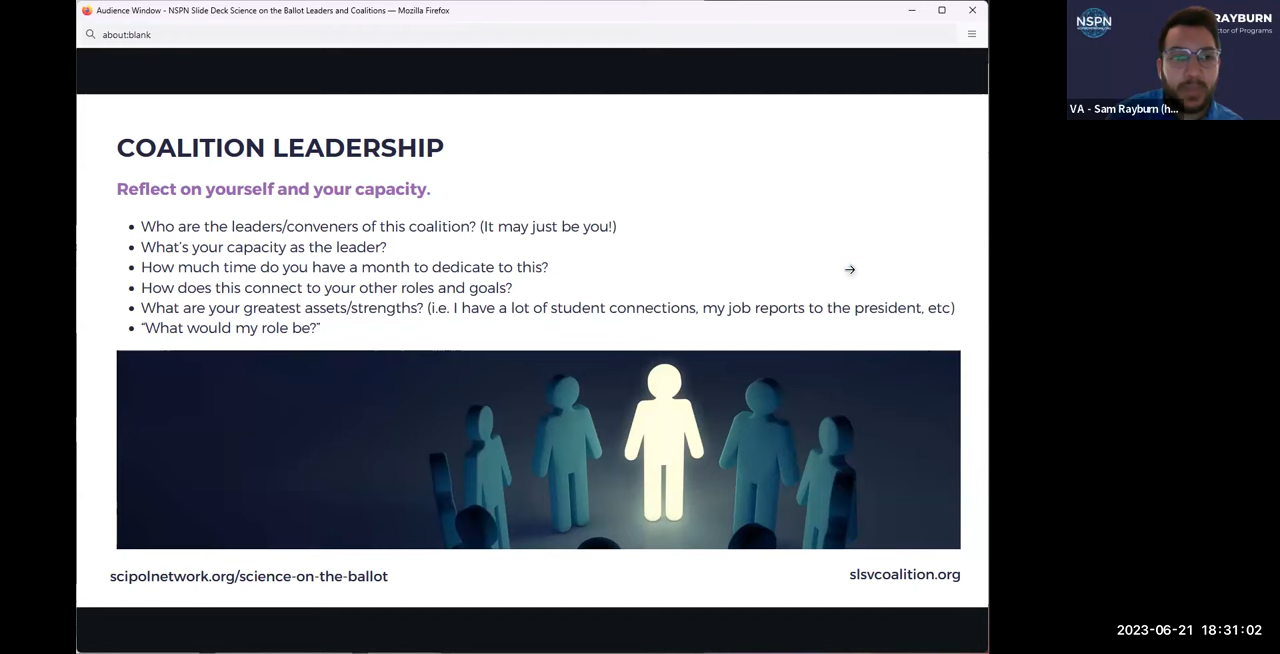 Audience Window - NSPN Slide Deck Science on the Ballot Leaders and Coalitions — Mozilla Firefox
about:blank
COALITION LEADERSHIP
Reflect on yourself and your capacity.
• Who are the leaders/conveners of this coalition? (It may just be you!)
• What's your capacity as the leader?
• How much time do you have a month to dedicate to this?
• How does this connect to your other roles and goals?
• What are your greatest assets/strengths? (i.e. I have a lot of student connections, my job reports to the president, etc)
• “What would my role be?”
scipolnetwork.org/science-on-the-ballot
slsvcoalition.org
NSPN
RAYBURN
ctor of Programs
VA - Sam Rayburn (h...
2023-06-21 18:31:02